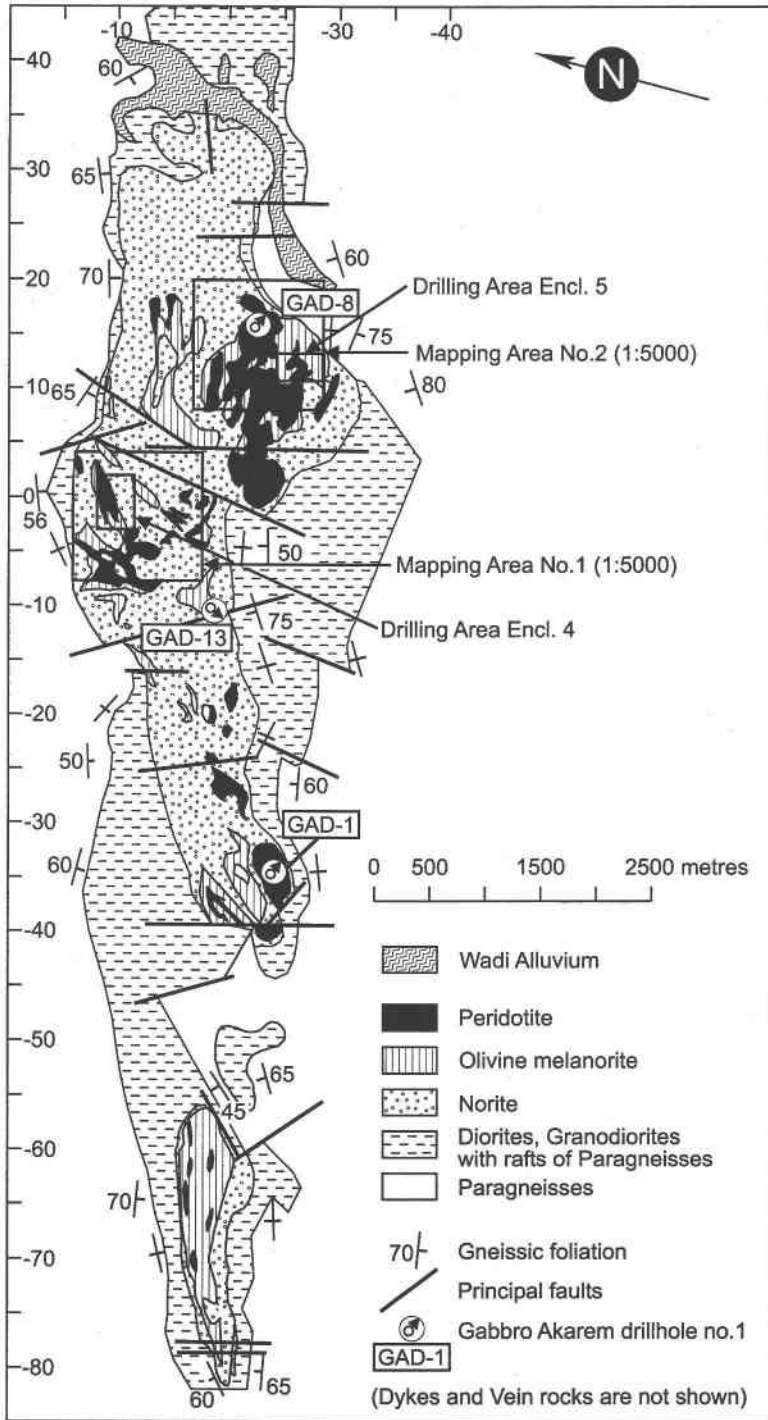 -10 -30 -40
40
30
20
10
0
-10
-20
-30
-40
-50
-60
-70
-80
N
60
65
70
65
56
60
75
80
50
75
50
60
60
65
45
70
60
65
GAD-8
Drilling Area Encl. 5
Mapping Area No.2 (1:5000)
Mapping Area No.1 (1:5000)
Drilling Area Encl. 4
GAD-13
GAD-1
0 500 1500 2500 metres
Wadi Alluvium
Peridotite
Olivine melanorite
Norite
Diorites, Granodiorites
with rafts of Paragneisses
Paragneisses
70 Gneissic foliation
Principal faults
Gabbro Akarem drillhole no.1
GAD-1
(Dykes and Vein rocks are not shown)